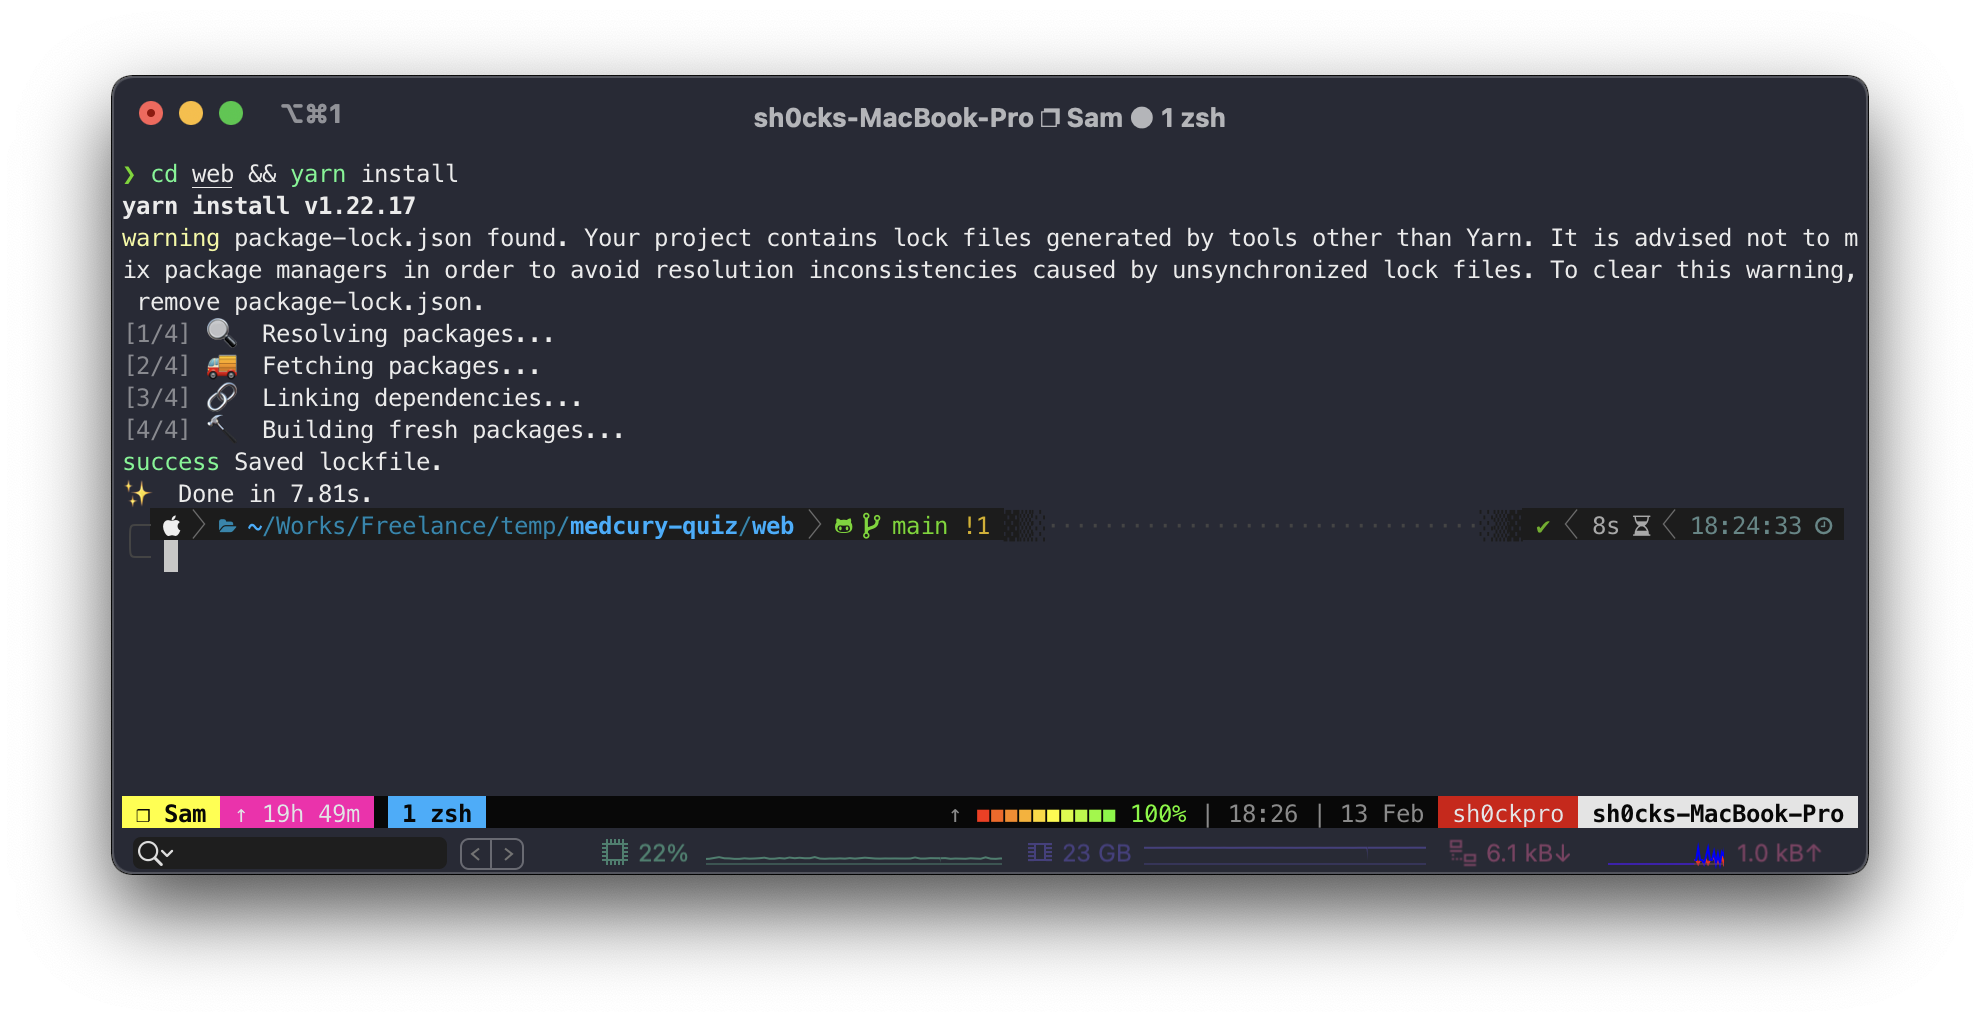 ⌥⌘1
sh0cks-MacBook-Pro ❐ Sam ● 1 zsh
❯ cd web && yarn install
yarn install v1.22.17
warning package-lock.json found. Your project contains lock files generated by tools other than Yarn. It is advised not to m
ix package managers in order to avoid resolution inconsistencies caused by unsynchronized lock files. To clear this warning,
remove package-lock.json.
[1/4] 🔍 Resolving packages...
[2/4] 🚚 Fetching packages...
[3/4] 🔗 Linking dependencies...
[4/4] 🔨 Building fresh packages...
success Saved lockfile.
✨ Done in 7.81s.
~/Works/Freelance/temp/medcury-quiz/web main !1 ✔ 8s 18:24:33
❐ Sam ↑ 19h 49m 1 zsh ↑ 100% | 18:26 | 13 Feb sh0ckpro sh0cks-MacBook-Pro
22% 23 GB 6.1 kB↓ 1.0 kB↑